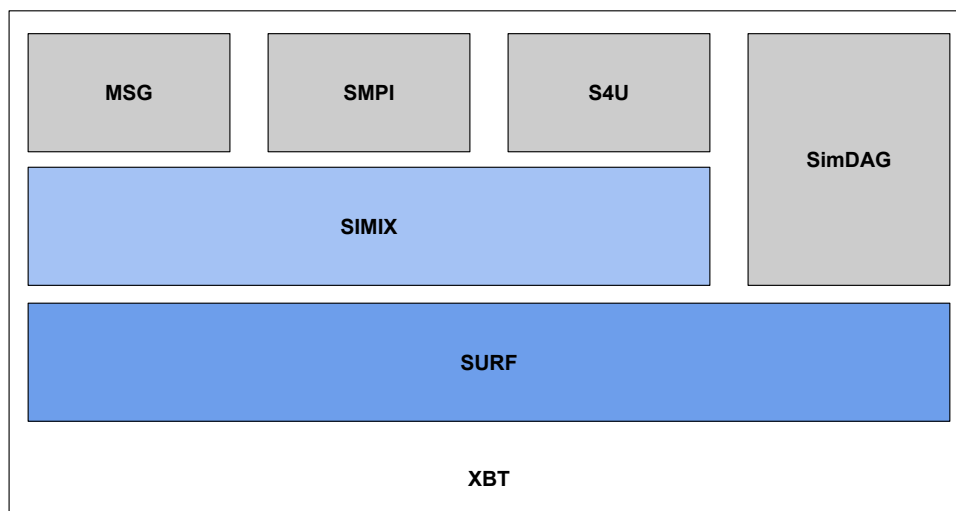 MSG
SMPI
S4U
SimDAG
SIMIX
SURF
XBT